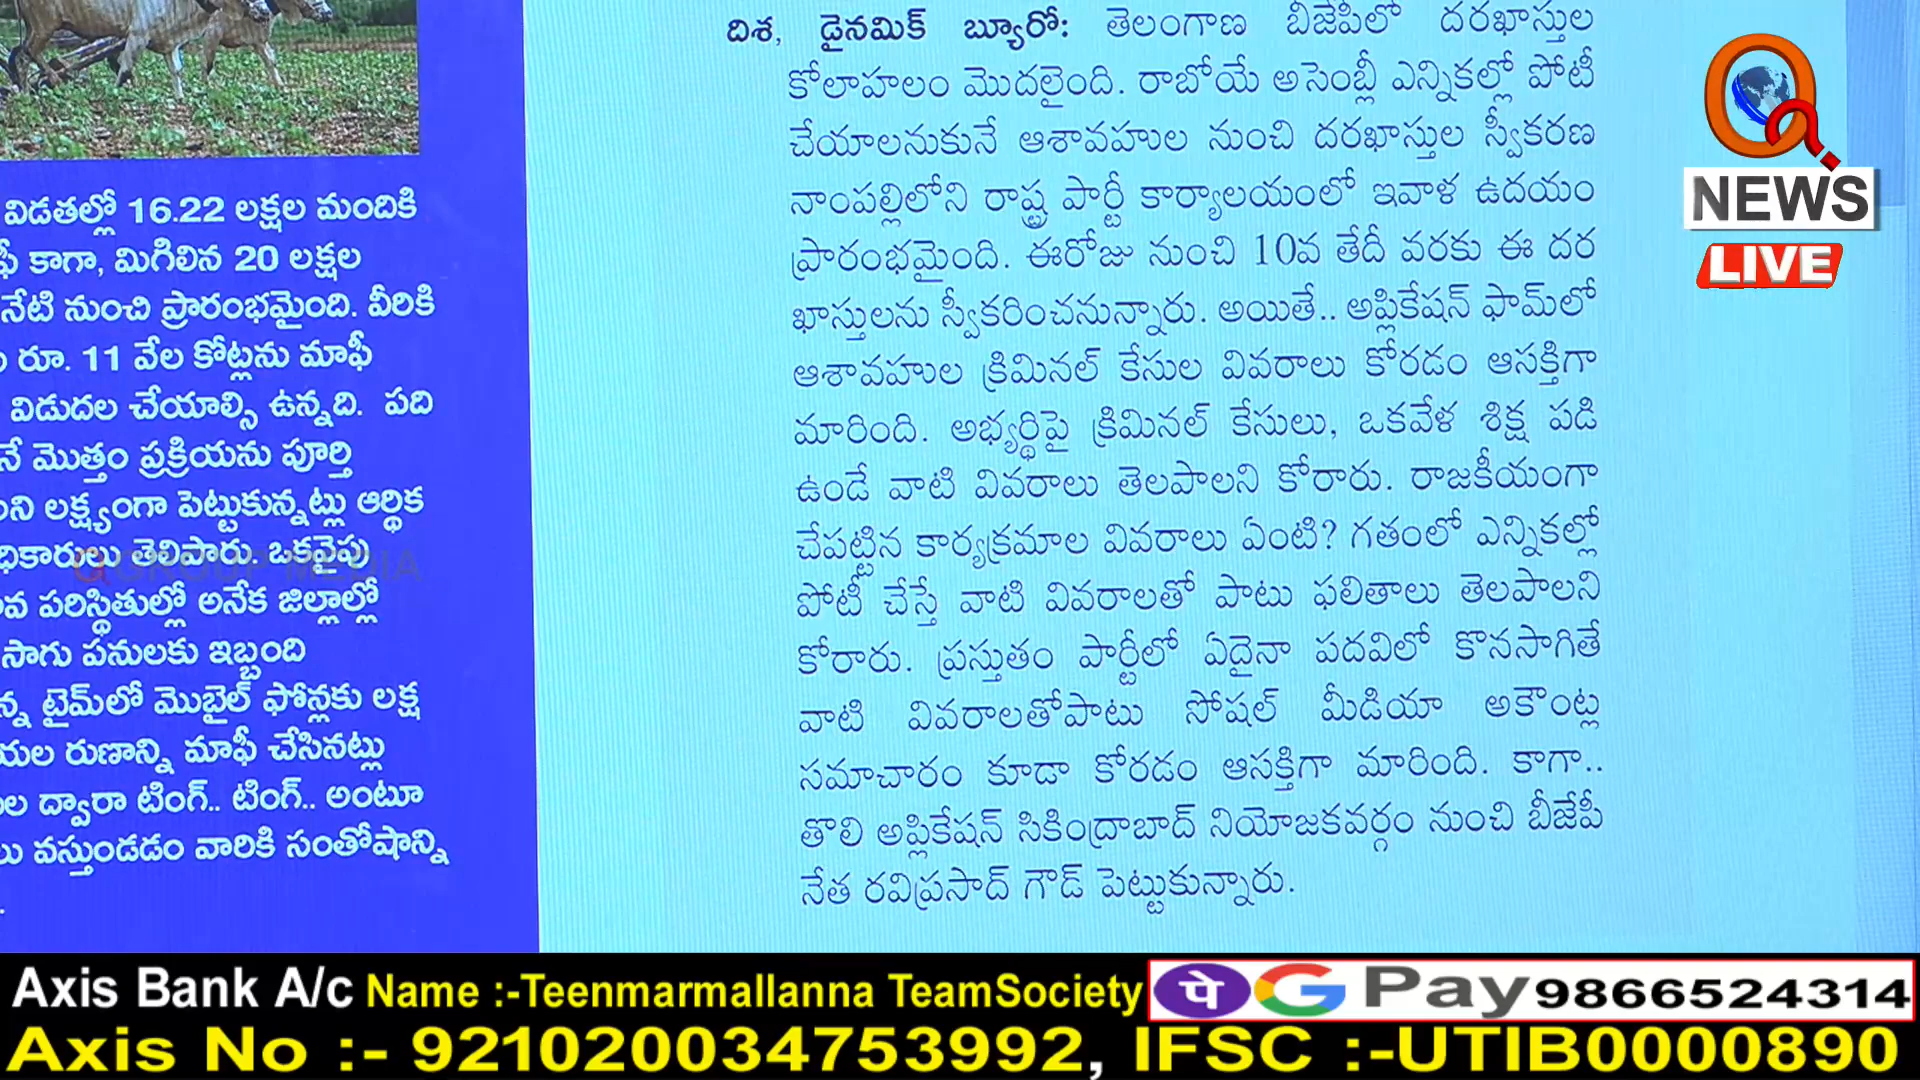 విడతల్లో 16.22 లక్షల మందికి
కాగా, మిగిలిన 20 లక్షల
నేటి నుంచి ప్రారంభమైంది. వీరికి
రూ. 11 వేల కోట్లను మాఫీ
విడుదల చేయాల్సి ఉన్నది. పది
మొత్తం ప్రక్రియను పూర్తి
లక్ష్యంగా పెట్టుకున్నట్లు ఆర్థిక
తెలిపారు. ఒకవైపు
పరిస్థితుల్లో అనేక జిల్లాల్లో
సాగు పనులకు ఇబ్బంది
టైమ్‌లో మొబైల్ ఫోన్లకు లక్ష
రుణాన్ని మాఫీ చేసినట్లు
ద్వారా టింగ్.. టింగ్.. అంటూ
వస్తుండడం వారికి సంతోషాన్ని
GROUP MEDIA
దిశ, డైనమిక్ బ్యూరో: తెలంగాణ బీజేపీలో దరఖాస్తుల
కోలాహలం మొదలైంది. రాబోయే అసెంబ్లీ ఎన్నికల్లో పోటీ
చేయాలనుకునే ఆశావహుల నుంచి దరఖాస్తుల స్వీకరణ
నాంపల్లిలోని రాష్ట్ర పార్టీ కార్యాలయంలో ఇవాళ ఉదయం
ప్రారంభమైంది. ఈరోజు నుంచి 10వ తేదీ వరకు ఈ దర
ఖాస్తులను స్వీకరించనున్నారు. అయితే.. అప్లికేషన్ ఫామ్‌లో
ఆశావహుల క్రిమినల్ కేసుల వివరాలు కోరడం ఆసక్తిగా
మారింది. అభ్యర్థిపై క్రిమినల్ కేసులు, ఒకవేళ శిక్ష పడి
ఉండే వాటి వివరాలు తెలపాలని కోరారు. రాజకీయంగా
చేపట్టిన కార్యక్రమాల వివరాలు ఏంటి? గతంలో ఎన్నికల్లో
పోటీ చేస్తే వాటి వివరాలతో పాటు ఫలితాలు తెలపాలని
కోరారు. ప్రస్తుతం పార్టీలో ఏదైనా పదవిలో కొనసాగితే
వాటి వివరాలతోపాటు సోషల్ మీడియా అకౌంట్ల
సమాచారం కూడా కోరడం ఆసక్తిగా మారింది. కాగా..
తొలి అప్లికేషన్ సికింద్రాబాద్ నియోజకవర్గం నుంచి బీజేపీ
నేత రవిప్రసాద్ గౌడ్ పెట్టుకున్నారు.
Q
NEWS
LIVE
Axis Bank A/c Name :-Teenmarmallanna TeamSociety पे G Pay 9866524314
Axis No :- 921020034753992, IFSC :-UTIB0000890